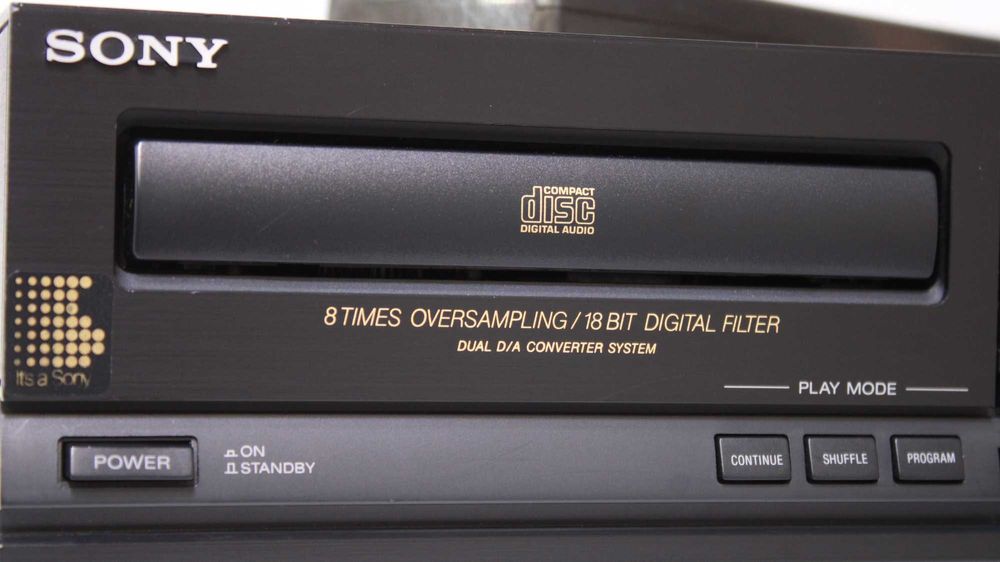 SONY
COMPACT
disc
DIGITAL AUDIO
8 TIMES OVERSAMPLING / 18 BIT DIGITAL FILTER
DUAL D/A CONVERTER SYSTEM
It's a Sony
PLAY MODE
POWER
ON
STANDBY
CONTINUE
SHUFFLE
PROGRAM